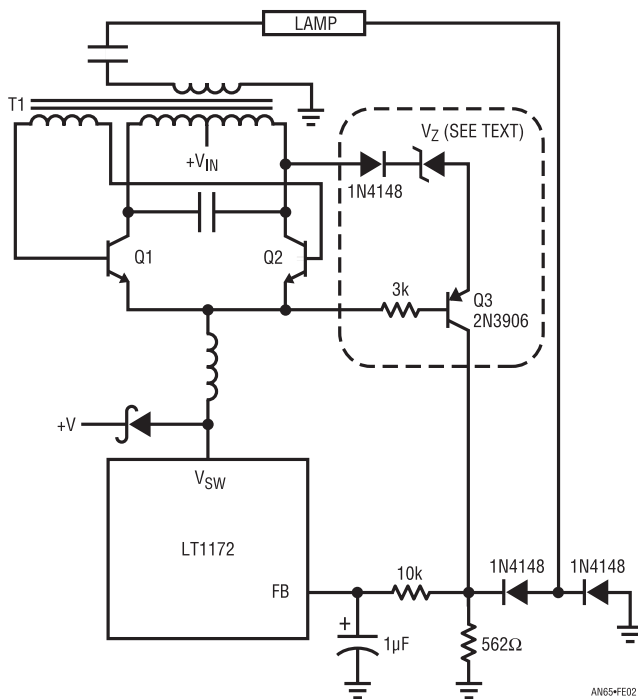 LAMP
T1
+VIN
VZ (SEE TEXT)
1N4148
Q1
Q2
3k
Q3
2N3906
+V
VSW
LT1172
FB
10k
1N4148
1N4148
+
1µF
562Ω
AN65•FE02